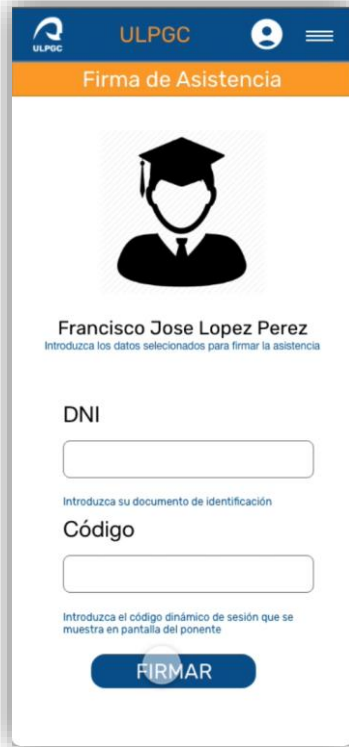 ULPGC
ULPGC
Firma de Asistencia
Francisco Jose Lopez Perez
Introduzca los datos selecionados para firmar la asistencia
DNI
Introduzca su documento de identificación
Código
Introduzca el código dinámico de sesión que se
muestra en pantalla del ponente
FIRMAR